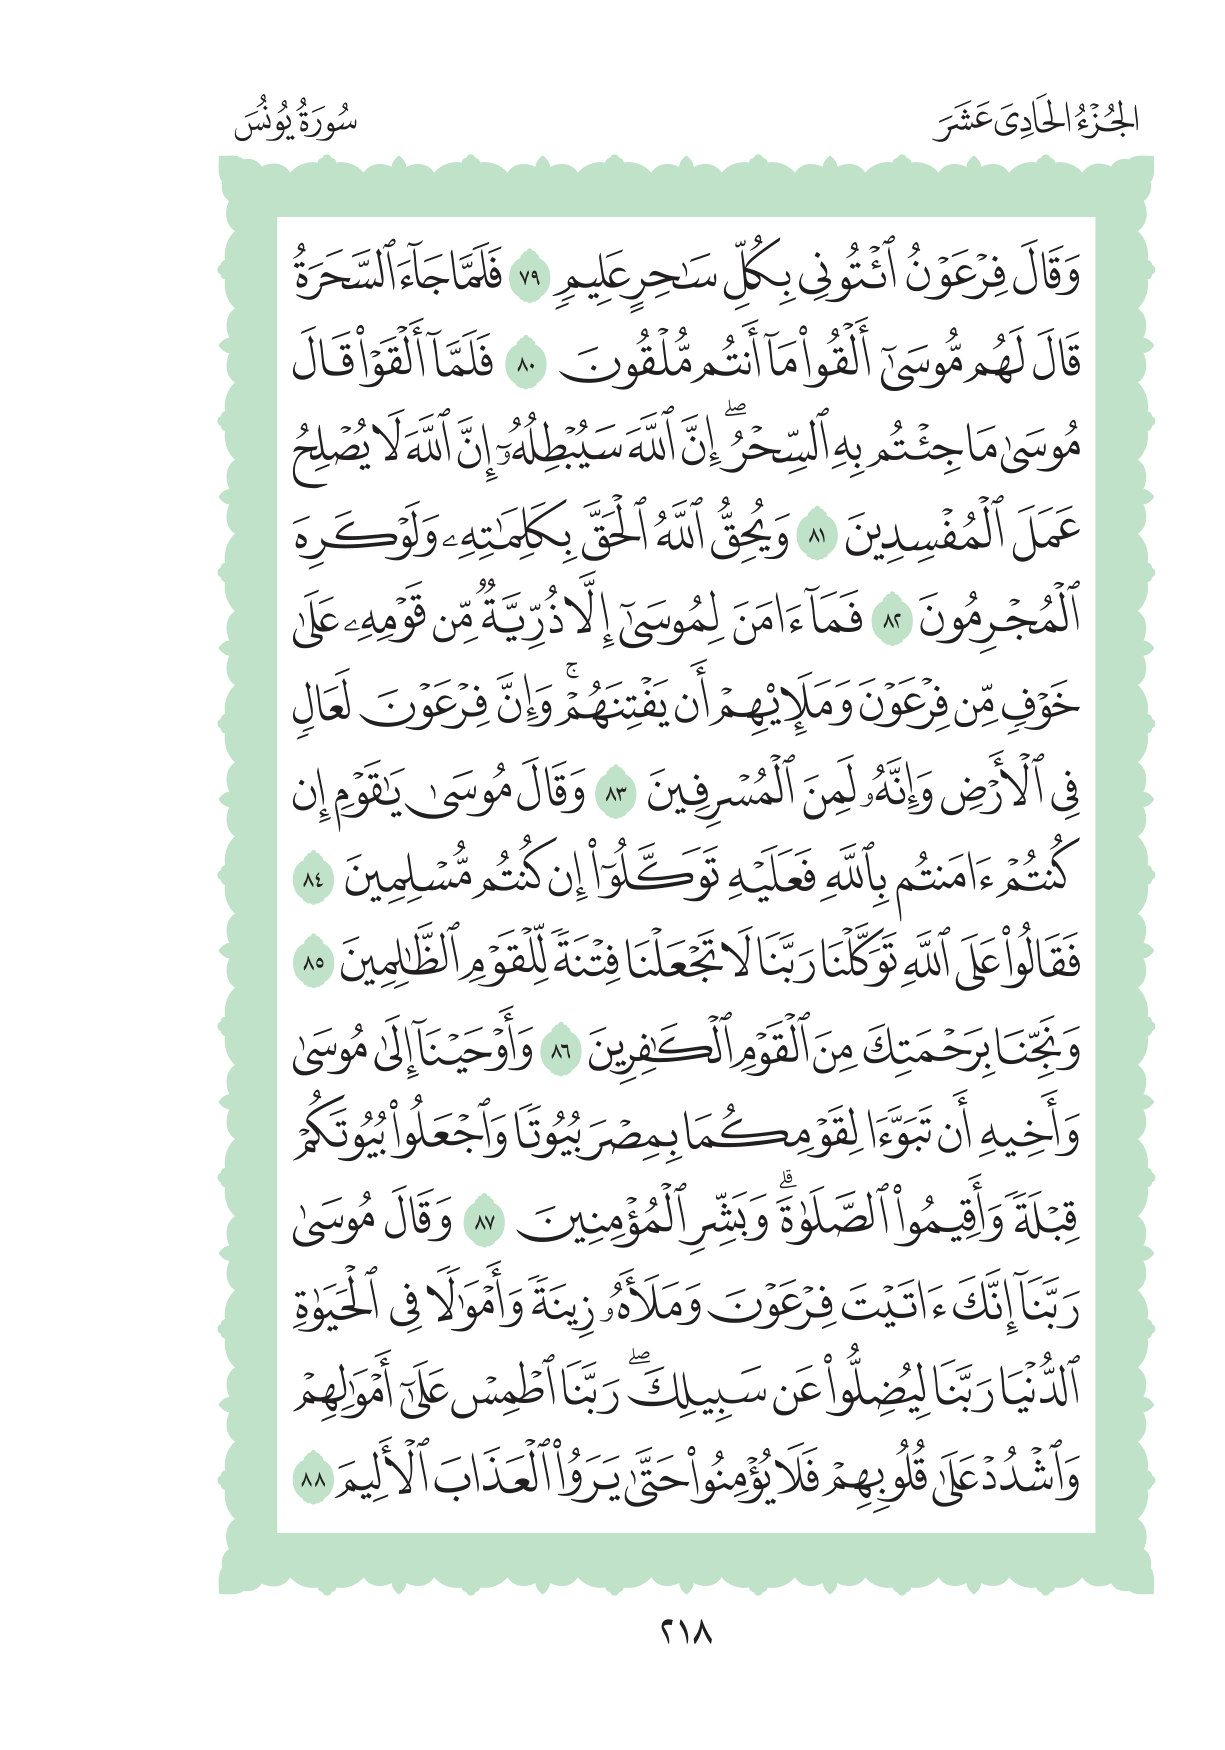 الجُزْءُ الحَادِى عَشَرَ
سُورَةُ يُونُسَ
وَقَالَ فِرْعَوْنُ ٱئْتُونِى بِكُلِّ سَـٰحِرٍ عَلِيمٍۢ ٧٩ فَلَمَّا جَآءَ ٱلسَّحَرَةُ
قَالَ لَهُم مُّوسَىٰٓ أَلْقُوا۟ مَآ أَنتُم مُّلْقُونَ ٨٠ فَلَمَّآ أَلْقَوْا۟ قَالَ
مُوسَىٰ مَا جِئْتُم بِهِ ٱلسِّحْرُ ۖ إِنَّ ٱللَّهَ سَيُبْطِلُهُۥٓ إِنَّ ٱللَّهَ لَا يُصْلِحُ
عَمَلَ ٱلْمُفْسِدِينَ ٨١ وَيُحِقُّ ٱللَّهُ ٱلْحَقَّ بِكَلِمَـٰتِهِۦ وَلَوْ كَرِهَ
ٱلْمُجْرِمُونَ ٨٢ فَمَآ ءَامَنَ لِمُوسَىٰٓ إِلَّا ذُرِّيَّةٌۭ مِّن قَوْمِهِۦ عَلَىٰ
خَوْفٍۢ مِّن فِرْعَوْنَ وَمَلَإِي۟هِمْ أَن يَفْتِنَهُمْ ۚ وَإِنَّ فِرْعَوْنَ لَعَالٍۢ
فِى ٱلْأَرْضِ وَإِنَّهُۥ لَمِنَ ٱلْمُسْرِفِينَ ٨٣ وَقَالَ مُوسَىٰ يَـٰقَوْمِ إِن
كُنتُمْ ءَامَنتُم بِٱللَّهِ فَعَلَيْهِ تَوَكَّلُوٓا۟ إِن كُنتُم مُّسْلِمِينَ ٨٤
فَقَالُوا۟ عَلَى ٱللَّهِ تَوَكَّلْنَا رَبَّنَا لَا تَجْعَلْنَا فِتْنَةًۭ لِّلْقَوْمِ ٱلظَّـٰلِمِينَ ٨٥
وَنَجِّنَا بِرَحْمَتِكَ مِنَ ٱلْقَوْمِ ٱلْكَـٰفِرِينَ ٨٦ وَأَوْحَيْنَآ إِلَىٰ مُوسَىٰ
وَأَخِيهِ أَن تَبَوَّءَا لِقَوْمِكُمَا بِمِصْرَ بُيُوتًۭا وَٱجْعَلُوا۟ بُيُوتَكُمْ
قِبْلَةًۭ وَأَقِيمُوا۟ ٱلصَّلَوٰةَ ۗ وَبَشِّرِ ٱلْمُؤْمِنِينَ ٨٧ وَقَالَ مُوسَىٰ
رَبَّنَآ إِنَّكَ ءَاتَيْتَ فِرْعَوْنَ وَمَلَأَهُۥ زِينَةًۭ وَأَمْوَٰلًۭا فِى ٱلْحَيَوٰةِ
ٱلدُّنْيَا رَبَّنَا لِيُضِلُّوا۟ عَن سَبِيلِكَ ۖ رَبَّنَا ٱطْمِسْ عَلَىٰٓ أَمْوَٰلِهِمْ
وَٱشْدُدْ عَلَىٰ قُلُوبِهِمْ فَلَا يُؤْمِنُوا۟ حَتَّىٰ يَرَوُا۟ ٱلْعَذَابَ ٱلْأَلِيمَ ٨٨
٢١٨